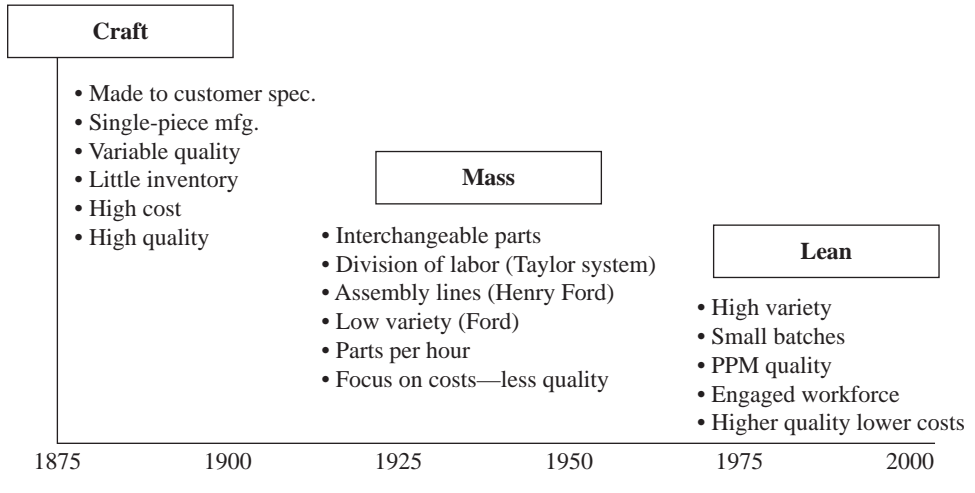 Craft
• Made to customer spec.
• Single-piece mfg.
• Variable quality
• Little inventory
• High cost
• High quality
Mass
• Interchangeable parts
• Division of labor (Taylor system)
• Assembly lines (Henry Ford)
• Low variety (Ford)
• Parts per hour
• Focus on costs—less quality
Lean
• High variety
• Small batches
• PPM quality
• Engaged workforce
• Higher quality lower costs
1875 1900 1925 1950 1975 2000